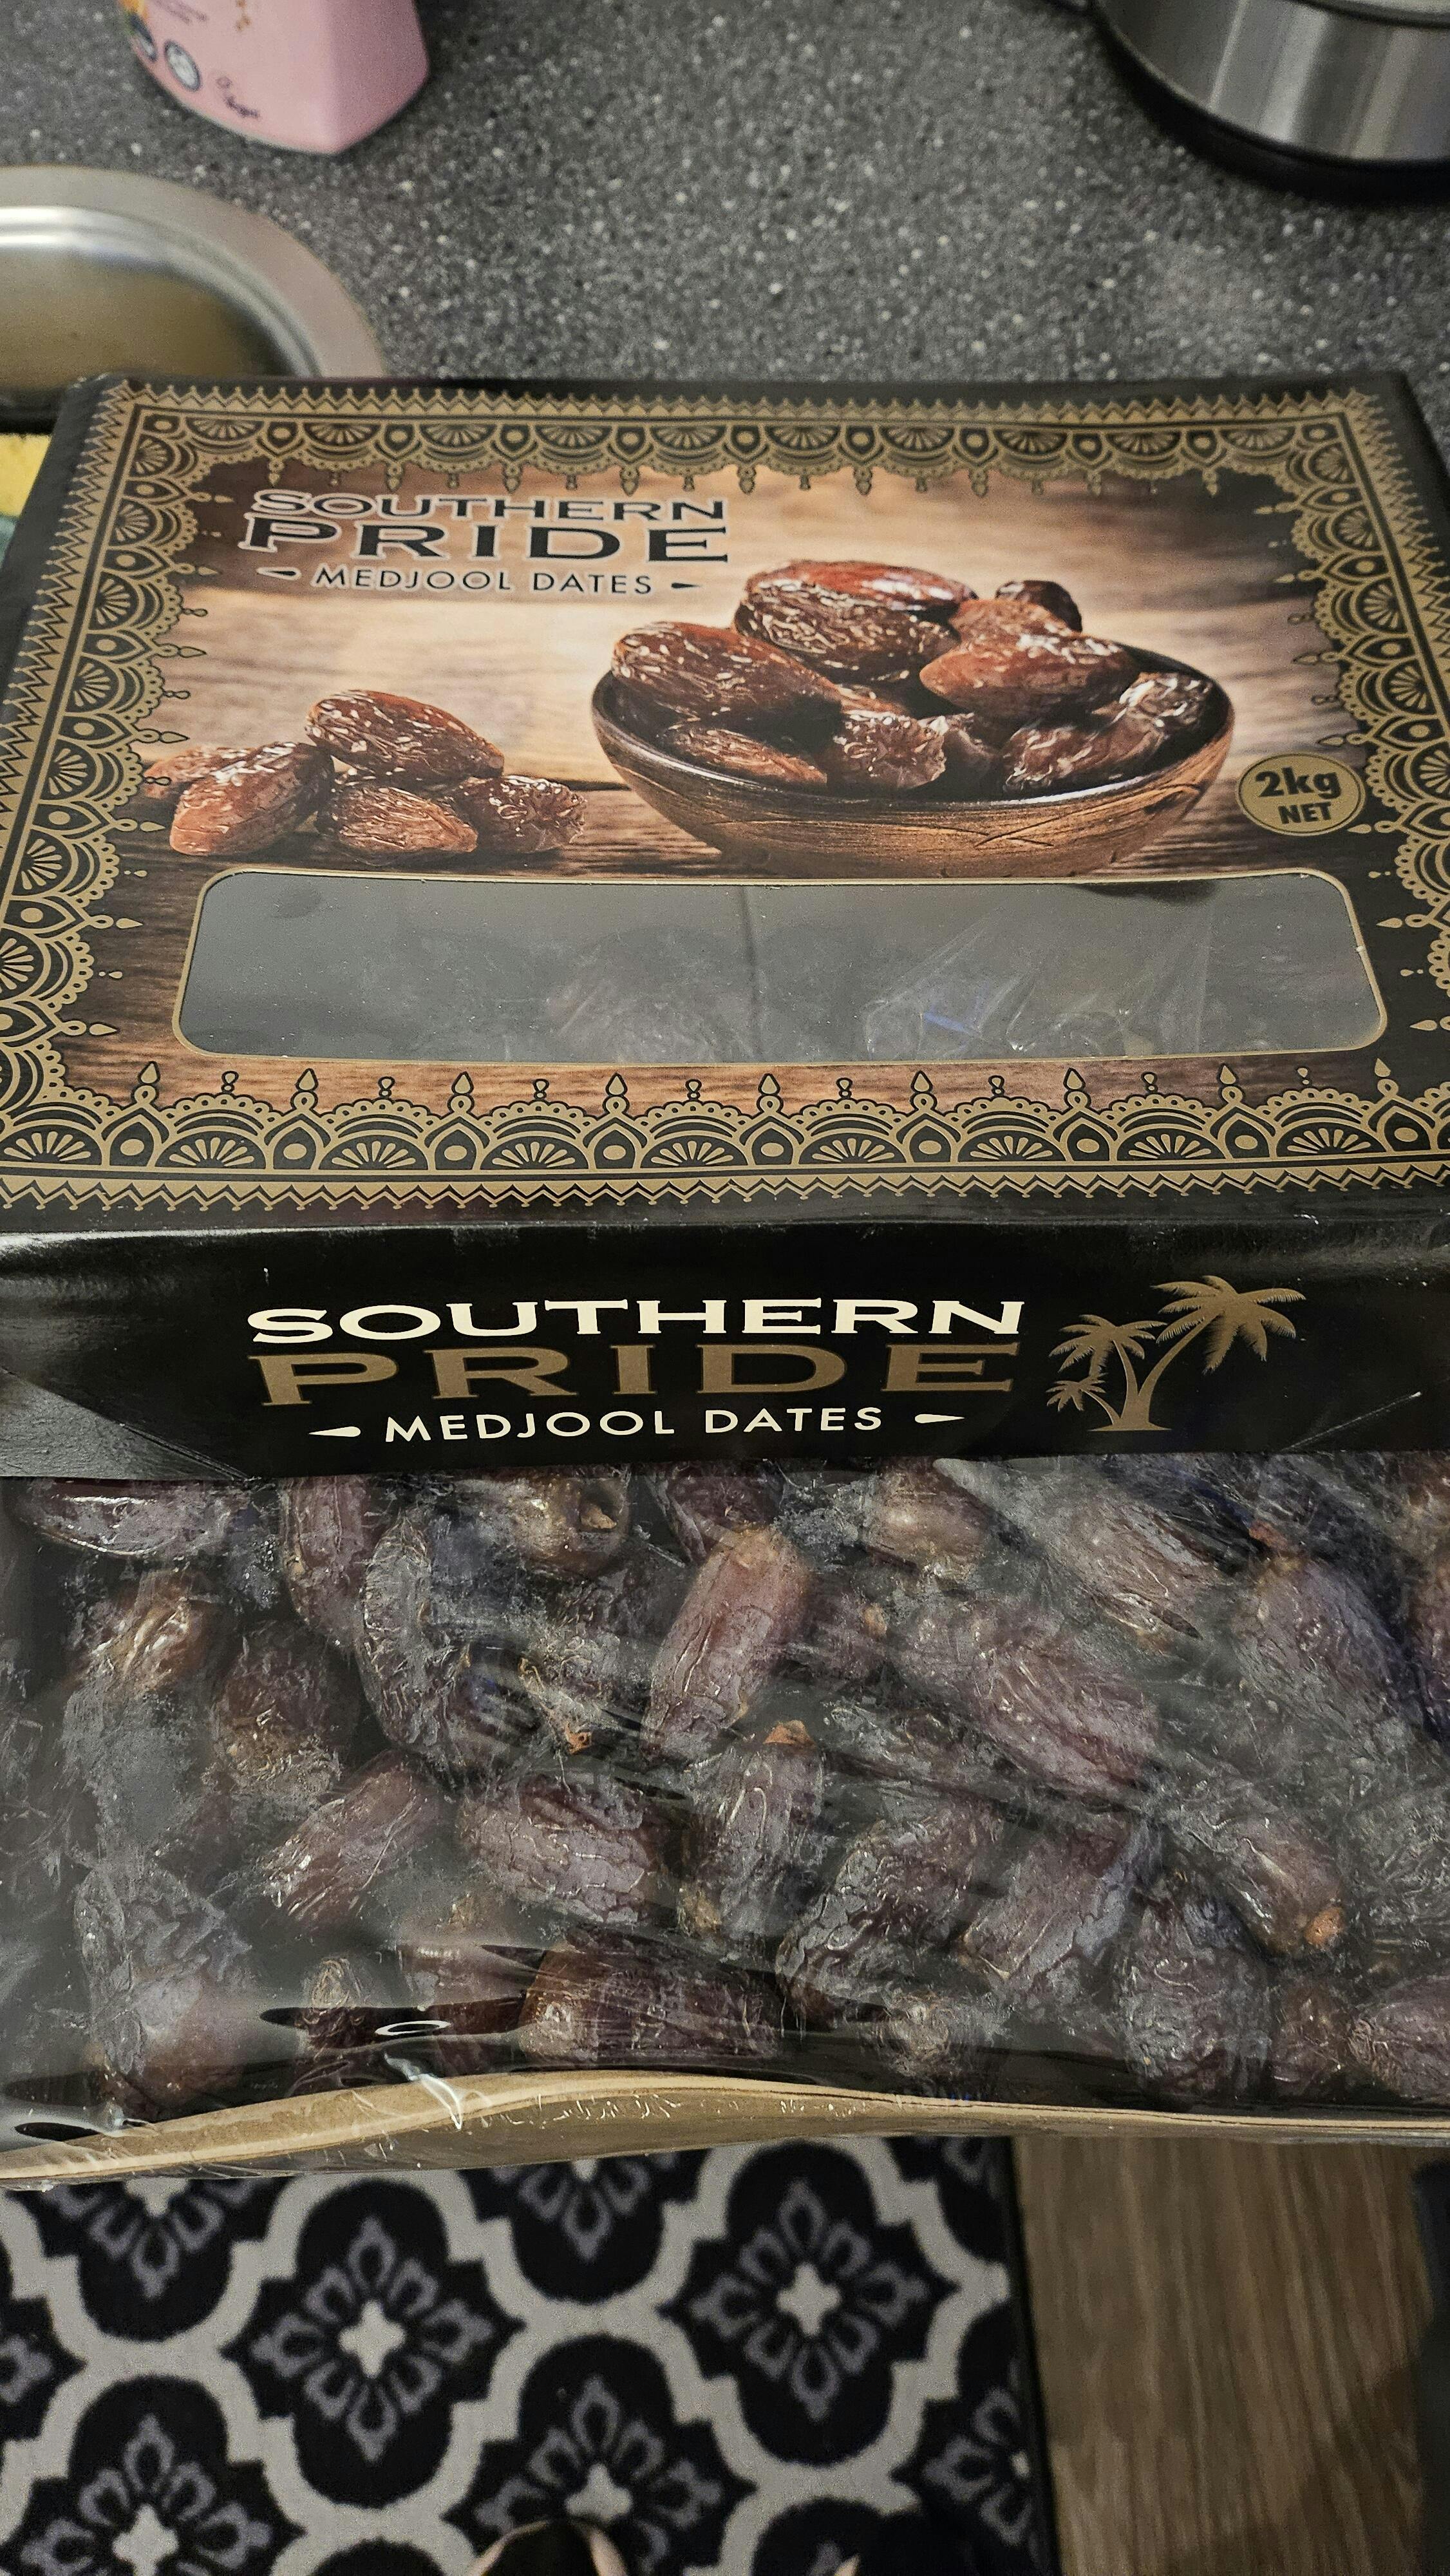 SOUTHERN
PRIDE
MEDJOOL DATES
2kg
NET
SOUTHERN
PRIDE
MEDJOOL DATES